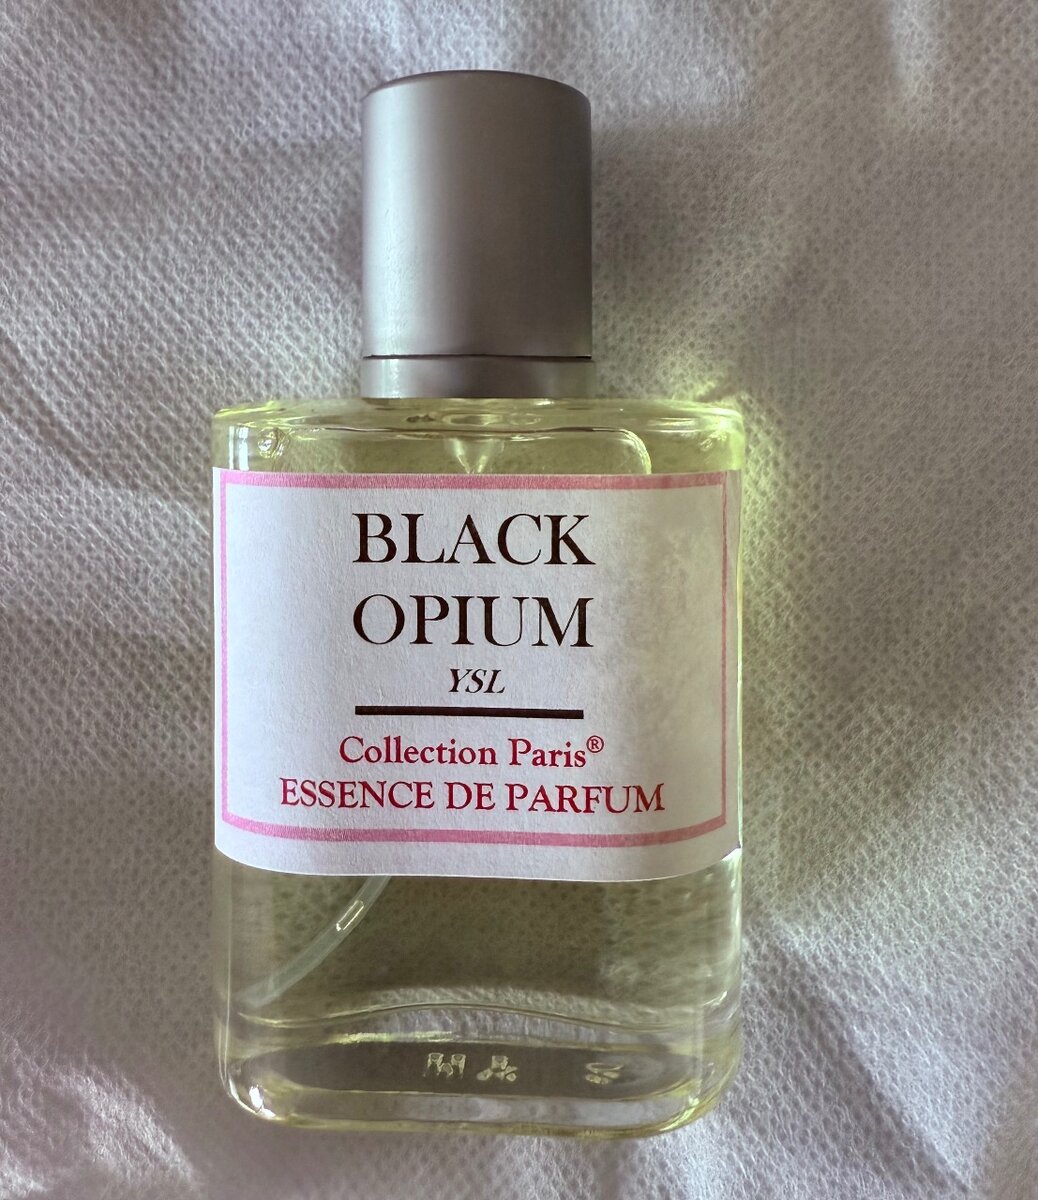 BLACK
OPIUM
YSL
Collection Paris®
ESSENCE DE PARFUM